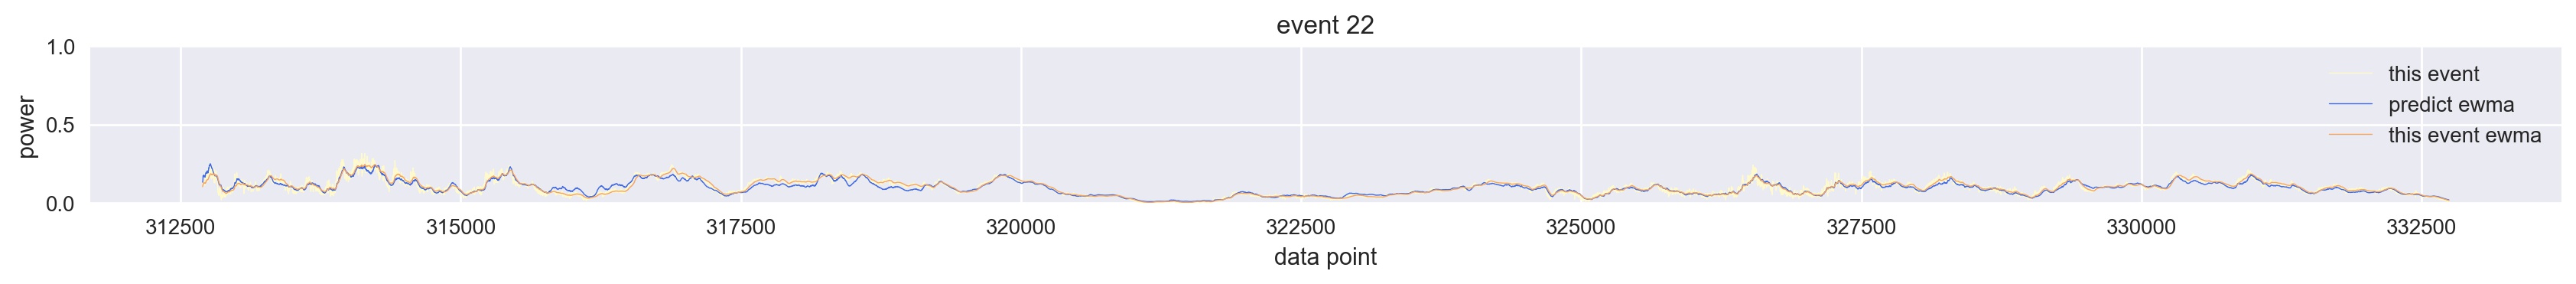 event 22
1.0
0.5
0.0
power
this event
predict ewma
this event ewma
312500 315000 317500 320000 322500 325000 327500 330000 332500
data point